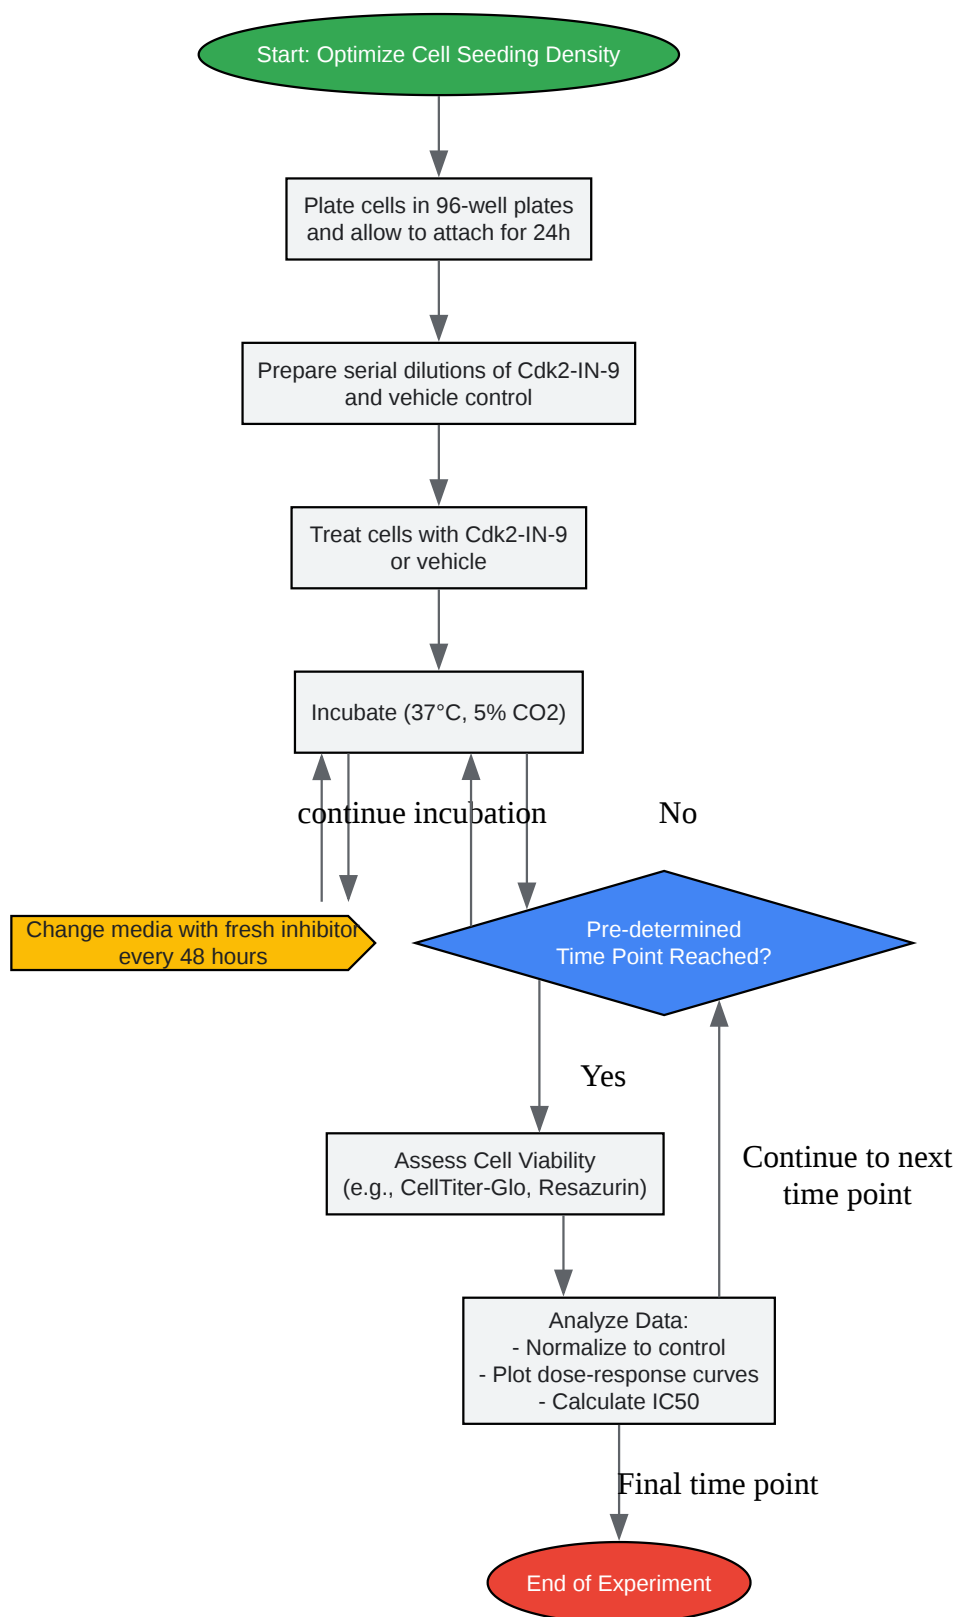 Start: Optimize Cell Seeding Density
Plate cells in 96-well plates
and allow to attach for 24h
Prepare serial dilutions of Cdk2-IN-9
and vehicle control
Treat cells with Cdk2-IN-9
or vehicle
Incubate (37°C, 5% CO2)
continue incubation
No
Change media with fresh inhibitor
every 48 hours
Pre-determined
Time Point Reached?
Yes
Assess Cell Viability
(e.g., CellTiter-Glo, Resazurin)
Continue to next
time point
Analyze Data:
- Normalize to control
- Plot dose-response curves
- Calculate IC50
Final time point
End of Experiment